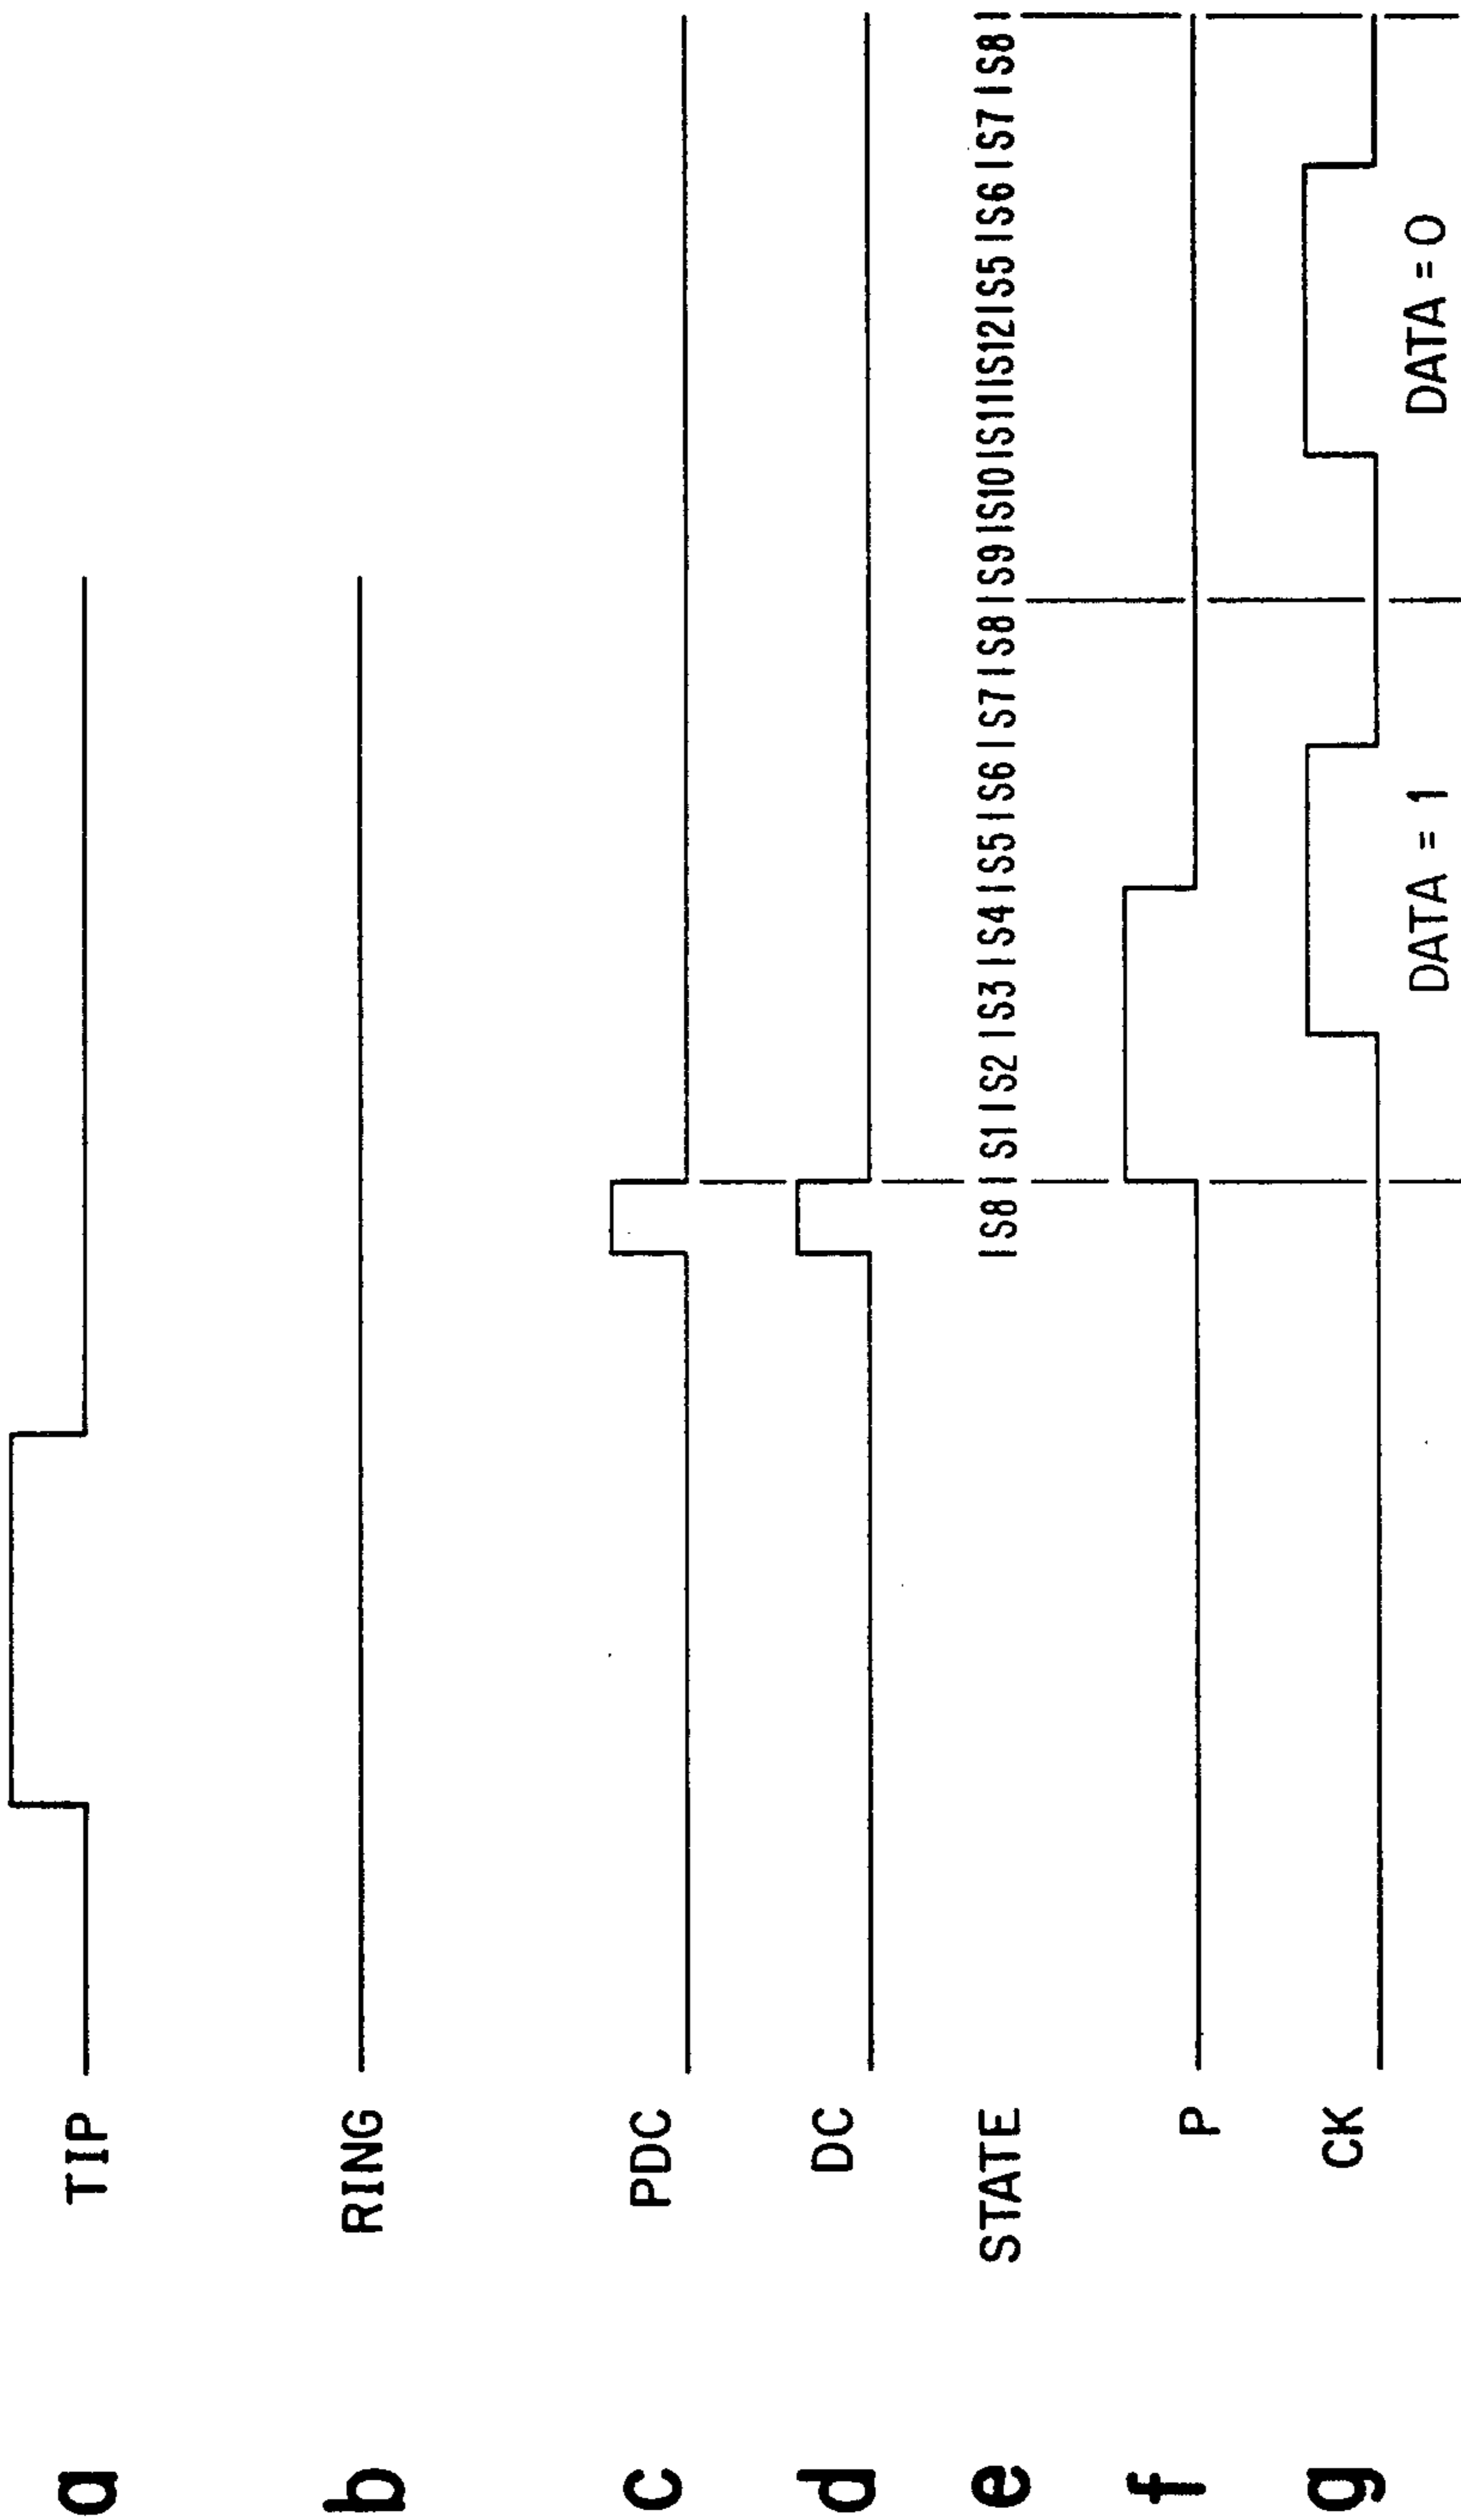 a TIP
b RING
c PDC
d DC
e STATE |S8|S1|S2|S3|S4|S5|S6|S7|S8|S9|S10|S11|S12|S5|S6|S7|S8|
f P
g CK
DATA = 1 DATA = 0